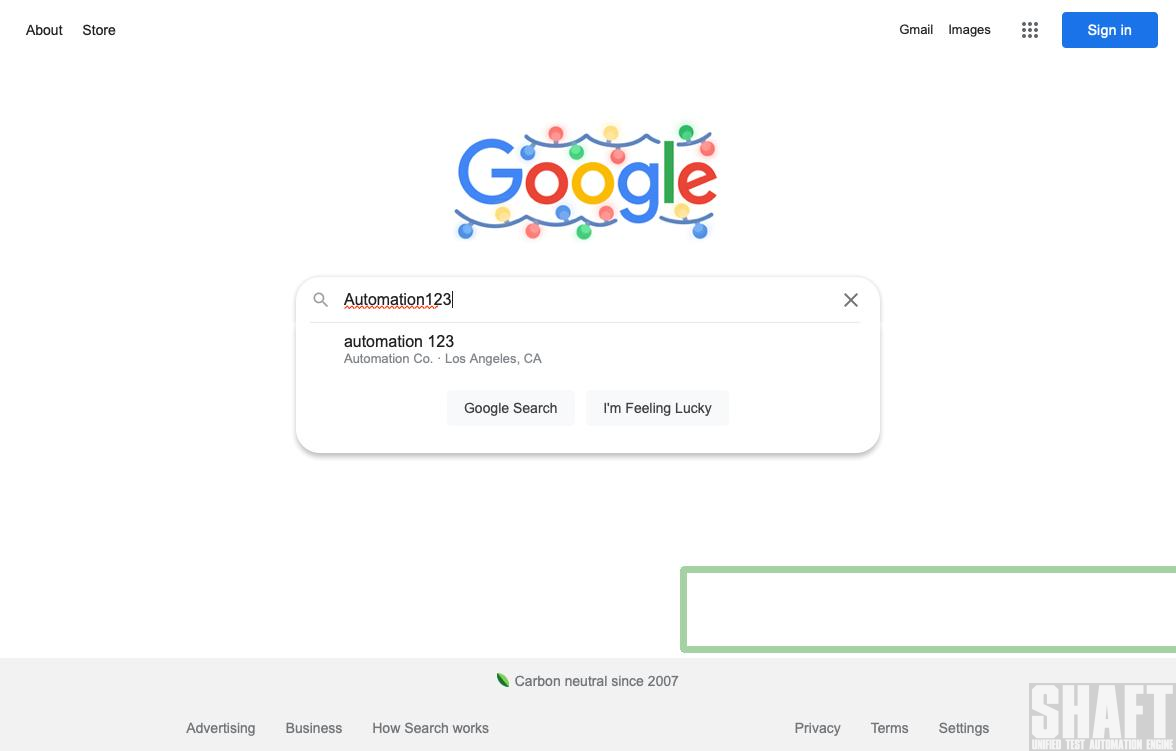 About Store Gmail Images Sign in
Google
Automation123
automation 123
Automation Co. · Los Angeles, CA
Google Search I'm Feeling Lucky
Carbon neutral since 2007
Advertising Business How Search works Privacy Terms Settings
SHAFT
UNIFIED TEST AUTOMATION ENGINE